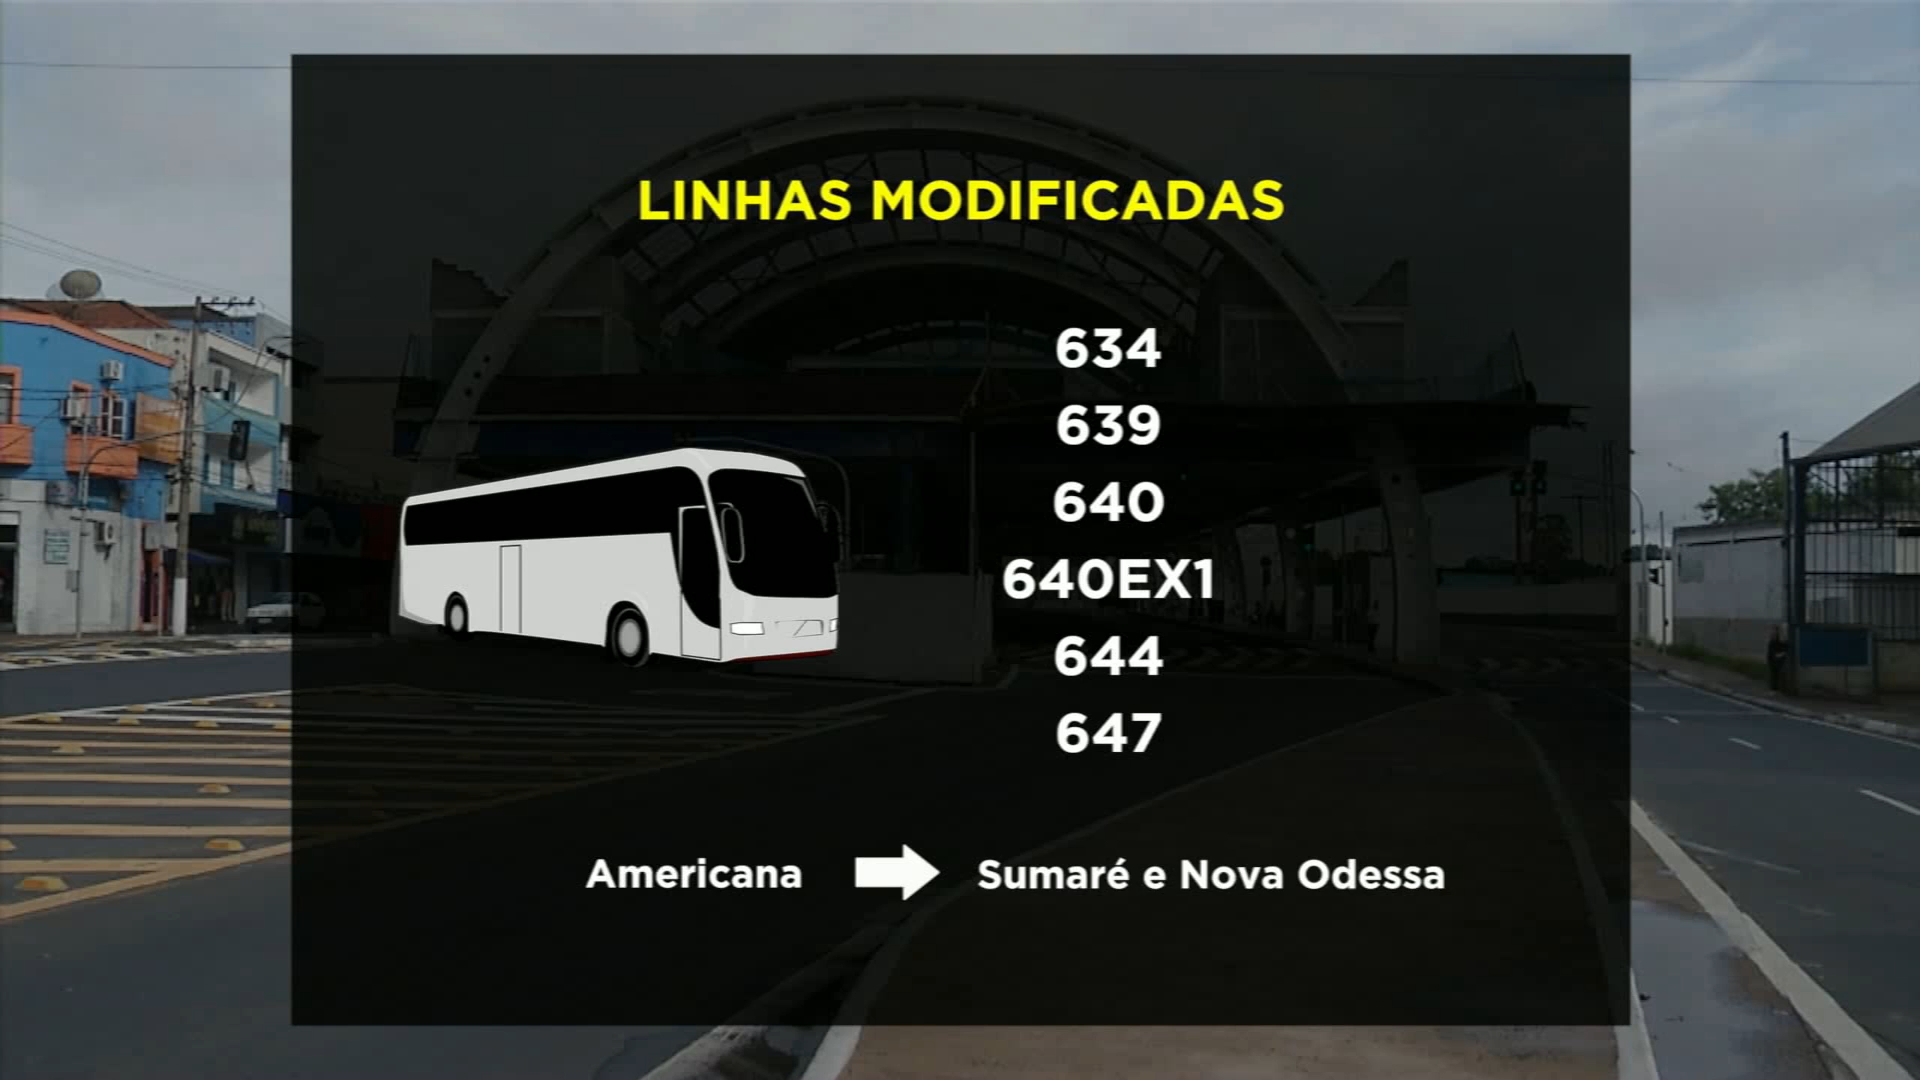 LINHAS MODIFICADAS
634
639
640
640EX1
644
647
Americana
Sumaré e Nova Odessa